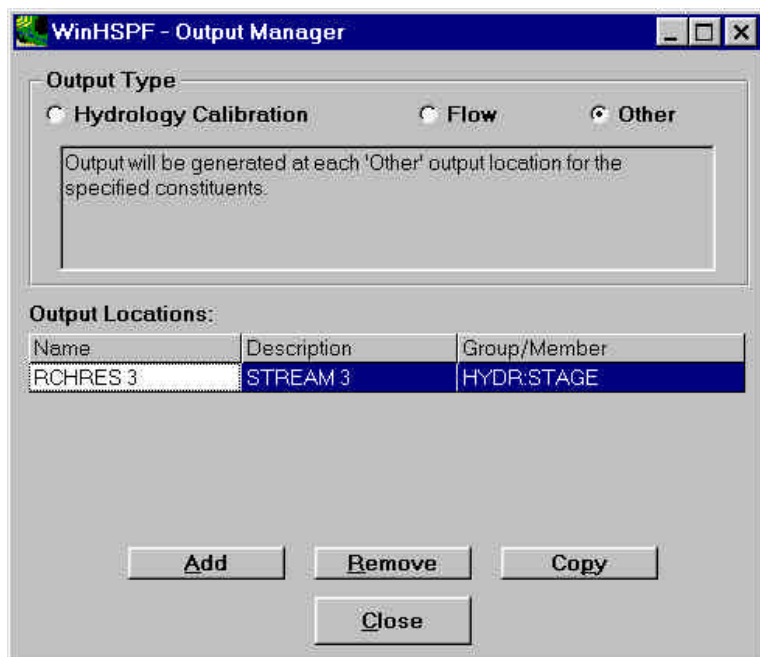 WinHSPF - Output Manager
Output Type
Hydrology Calibration Flow Other
Output will be generated at each 'Other' output location for the
specified constituents.
Output Locations:
Name Description Group/Member
RCHRES 3 STREAM 3 HYDR:STAGE
Add Remove Copy
Close